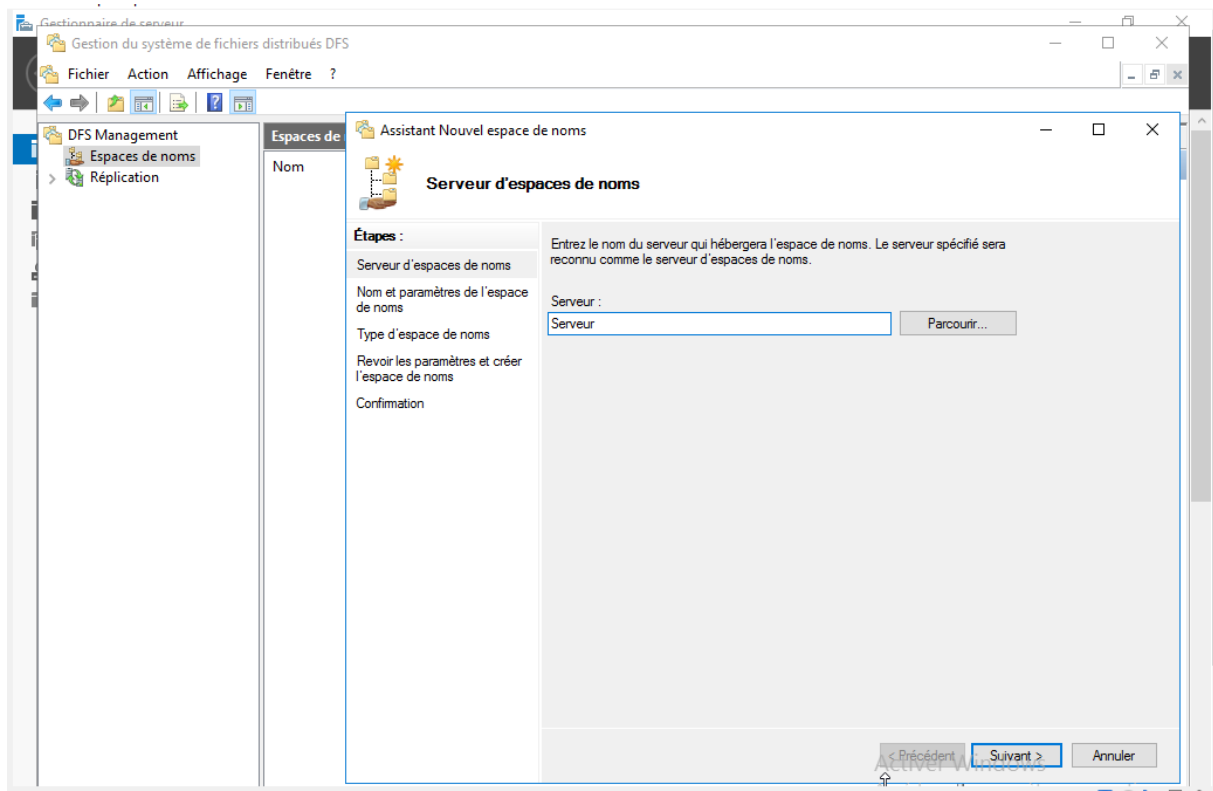 Gestionnaire de serveur
Gestion du système de fichiers distribués DFS
Fichier Action Affichage Fenêtre ?
DFS Management
Espaces de noms
Réplication
Espaces de
Nom
Assistant Nouvel espace de noms
Serveur d'espaces de noms
Étapes :
Serveur d'espaces de noms
Nom et paramètres de l'espace
de noms
Type d'espace de noms
Revoir les paramètres et créer
l'espace de noms
Confirmation
Entrez le nom du serveur qui hébergera l'espace de noms. Le serveur spécifié sera
reconnu comme le serveur d'espaces de noms.
Serveur :
Serveur
Parcourir...
< Précédent Suivant > Annuler
Activer Windows